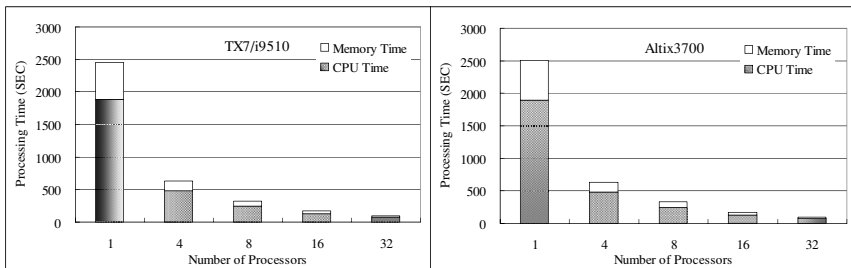 TX7/i9510
Memory Time
CPU Time
Processing Time (SEC)
3000
2500
2000
1500
1000
500
0
1 4 8 16 32
Number of Processors
Altix3700
Memory Time
CPU Time
Processing Time (SEC)
3000
2500
2000
1500
1000
500
0
1 4 8 16 32
Number of Processors